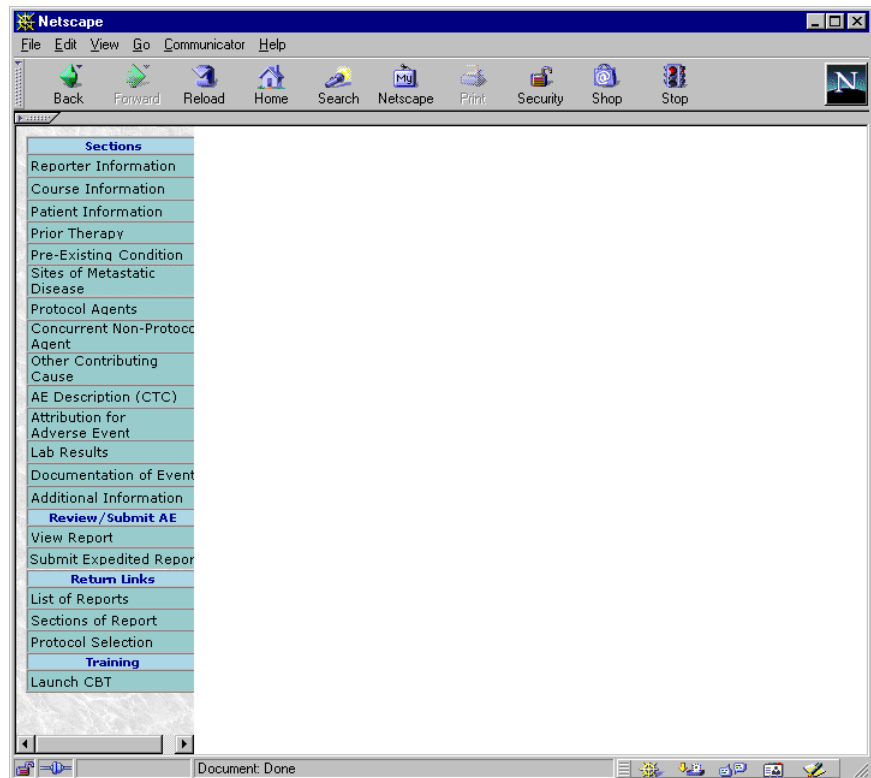 Netscape
File Edit View Go Communicator Help
My
N
Back Forward Reload Home Search Netscape Print Security Shop Stop
Sections
Reporter Information
Course Information
Patient Information
Prior Therapy
Pre-Existing Condition
Sites of Metastatic
Disease
Protocol Agents
Concurrent Non-Protoco
Agent
Other Contributing
Cause
AE Description (CTC)
Attribution for
Adverse Event
Lab Results
Documentation of Event
Additional Information
Review/Submit AE
View Report
Submit Expedited Repor
Return Links
List of Reports
Sections of Report
Protocol Selection
Training
Launch CBT
Document: Done